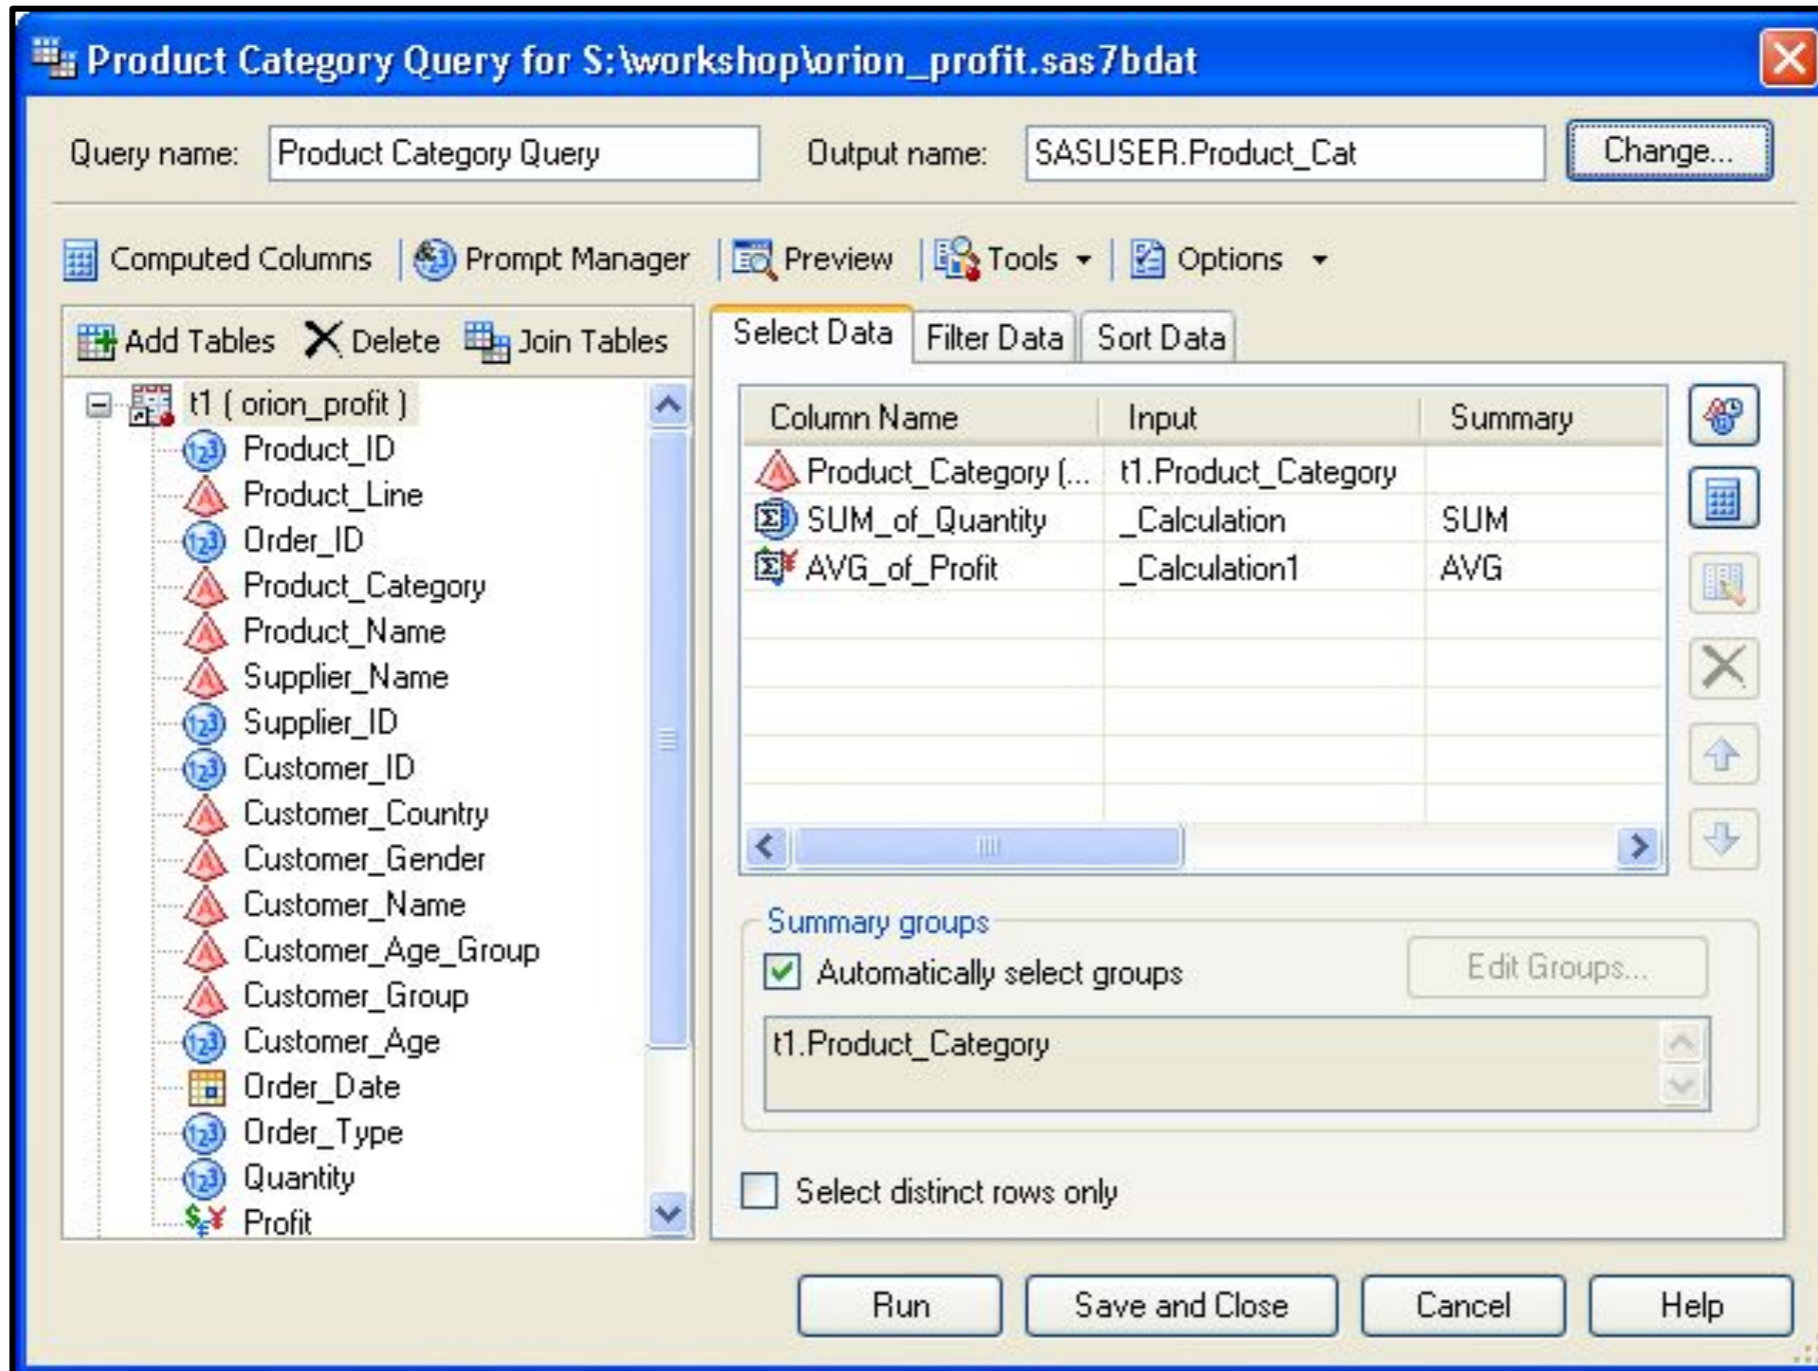 Product Category Query for S:\workshop\orion_profit.sas7bdat
Query name: Product Category Query Output name: SASUSER.Product_Cat Change...
Computed Columns Prompt Manager Preview Tools Options
Add Tables Delete Join Tables
t1 ( orion_profit )
Product_ID
Product_Line
Order_ID
Product_Category
Product_Name
Supplier_Name
Supplier_ID
Customer_ID
Customer_Country
Customer_Gender
Customer_Name
Customer_Age_Group
Customer_Group
Customer_Age
Order_Date
Order_Type
Quantity
Profit
Select Data Filter Data Sort Data
Column Name Input Summary
Product_Category (... t1.Product_Category
SUM_of_Quantity _Calculation SUM
AVG_of_Profit _Calculation1 AVG
Summary groups
Automatically select groups Edit Groups...
t1.Product_Category
Select distinct rows only
Run Save and Close Cancel Help